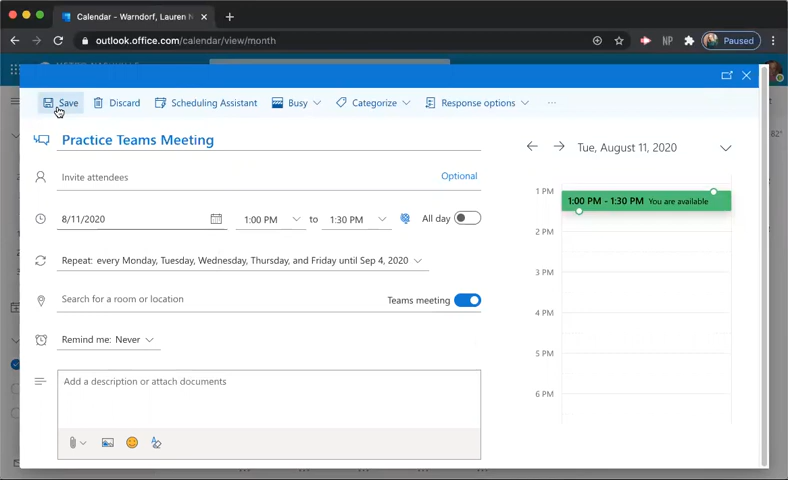 Calendar - Warndorf, Lauren N
outlook.office.com/calendar/view/month
NP
Paused
Save
Discard
Scheduling Assistant
Busy
Categorize
Response options
Practice Teams Meeting
Tue, August 11, 2020
82°
Invite attendees
Optional
1 PM
1:00 PM - 1:30 PM You are available
8/11/2020
1:00 PM
to
1:30 PM
All day
2 PM
Repeat: every Monday, Tuesday, Wednesday, Thursday, and Friday until Sep 4, 2020
3 PM
Search for a room or location
Teams meeting
4 PM
Remind me: Never
5 PM
Add a description or attach documents
6 PM